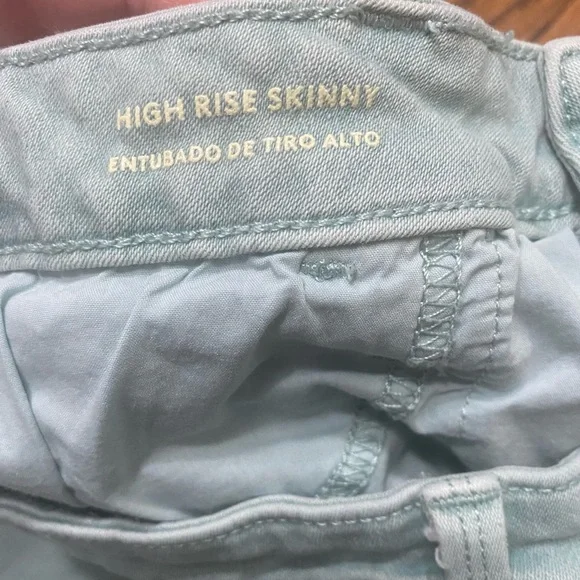 HIGH RISE SKINNY
ENTUBADO DE TIRO ALTO